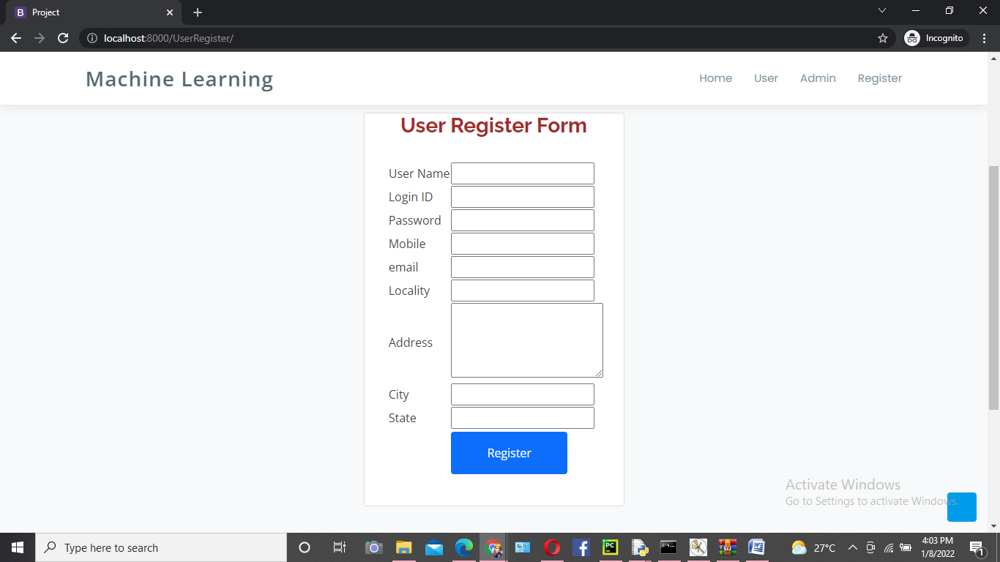 Project
localhost:8000/UserRegister/
Incognito
Machine Learning
Home User Admin Register
User Register Form
User Name
Login ID
Password
Mobile
email
Locality
Address
City
State
Register
Activate Windows
Go to Settings to activate Windows.
Type here to search
27°C
4:03 PM
1/8/2022
1